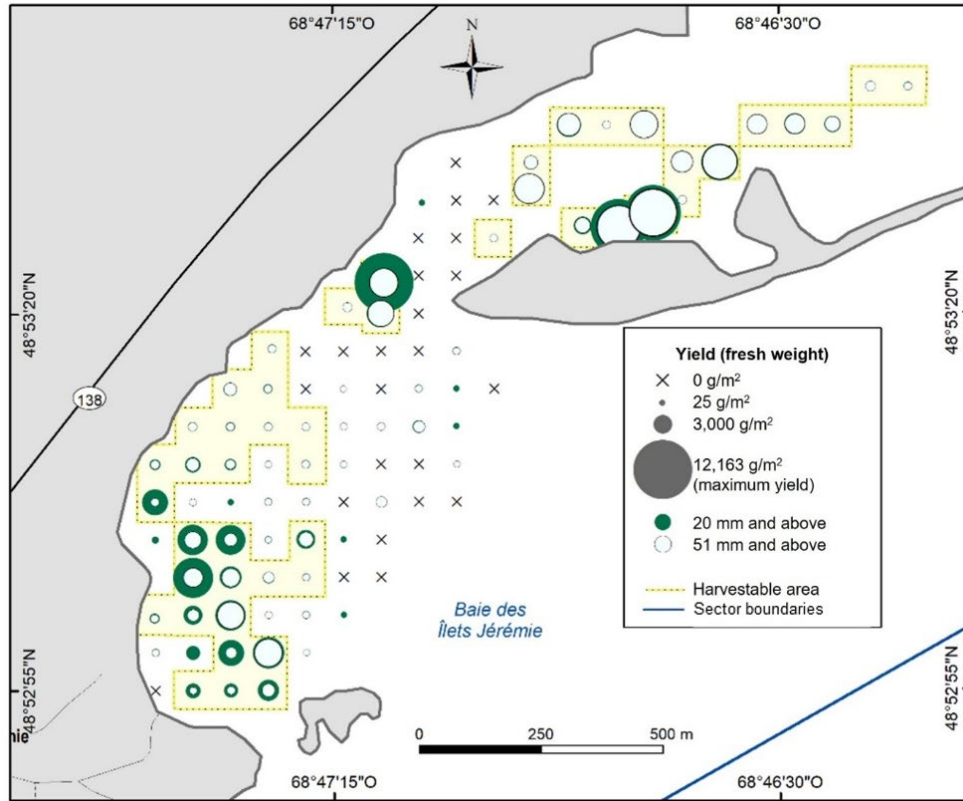 68°47'15"O
68°46'30"O
N
48°53'20"N
48°53'20"N
138
Yield (fresh weight)
0 g/m²
25 g/m²
3,000 g/m²
12,163 g/m²
(maximum yield)
20 mm and above
51 mm and above
Harvestable area
Sector boundaries
Baie des
Îlets Jérémie
48°52'55"N
48°52'55"N
nie
0 250 500 m
68°47'15"O
68°46'30"O